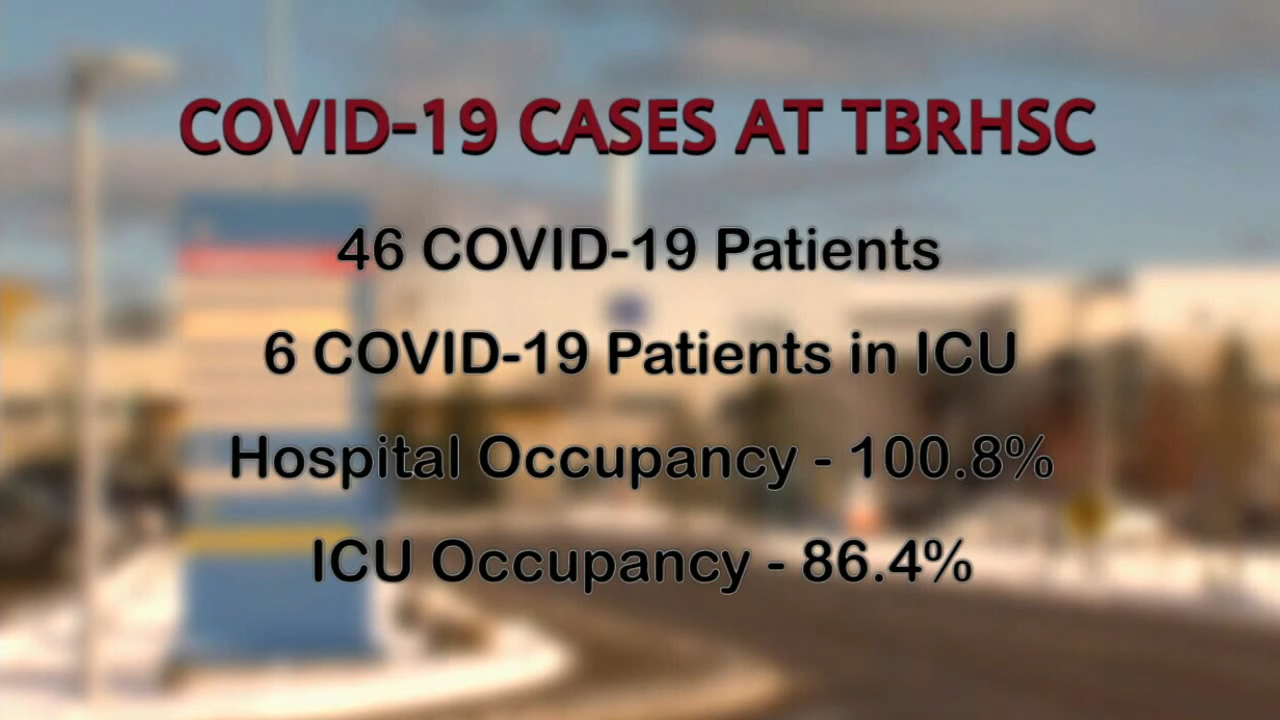 COVID-19 CASES AT TBRHSC
46 COVID-19 Patients
6 COVID-19 Patients in ICU
Hospital Occupancy - 100.8%
ICU Occupancy - 86.4%